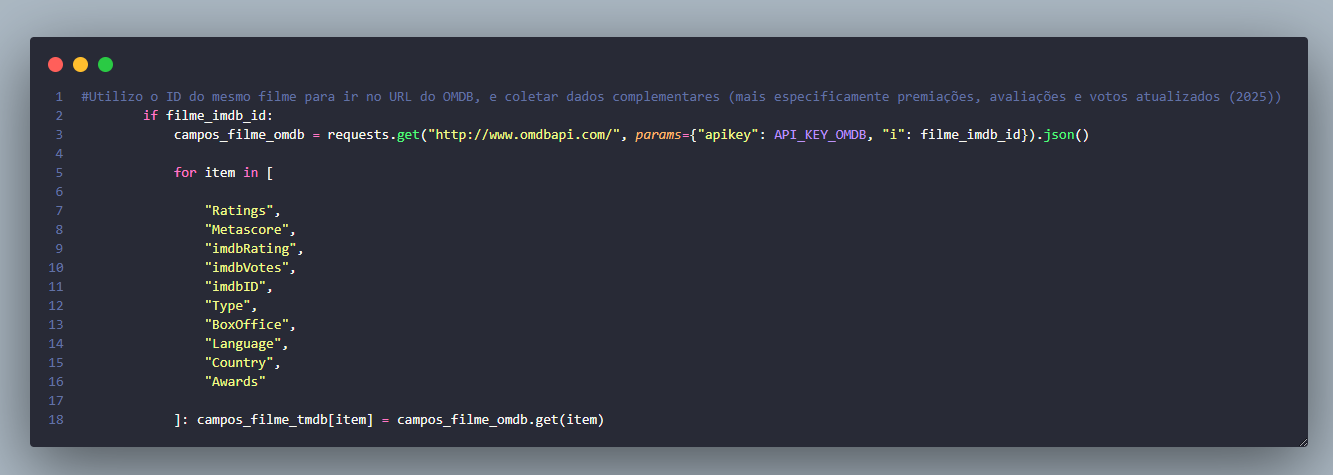 1 #Utilizo o ID do mesmo filme para ir no URL do OMDB, e coletar dados complementares (mais especificamente premiações, avaliações e votos atualizados (2025))
2 if filme_imdb_id:
3 campos_filme_omdb = requests.get("http://www.omdbapi.com/", params={"apikey": API_KEY_OMDB, "i": filme_imdb_id}).json()
4
5 for item in [
6
7 "Ratings",
8 "Metascore",
9 "imdbRating",
10 "imdbVotes",
11 "imdbID",
12 "Type",
13 "BoxOffice",
14 "Language",
15 "Country",
16 "Awards"
17
18 ]: campos_filme_tmdb[item] = campos_filme_omdb.get(item)